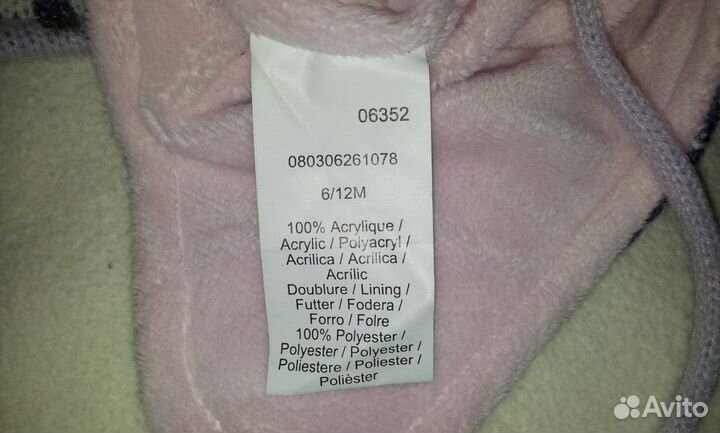 06352
080306261078
6/12M
100% Acrylique /
Acrylic / Polyacryl /
Acrilica / Acrilica /
Acrílic
Doublure / Lining /
Futter / Fodera /
Forro / Folre
100% Polyester /
Polyester / Polyester /
Poliestere / Poliester /
Polièster
Avito